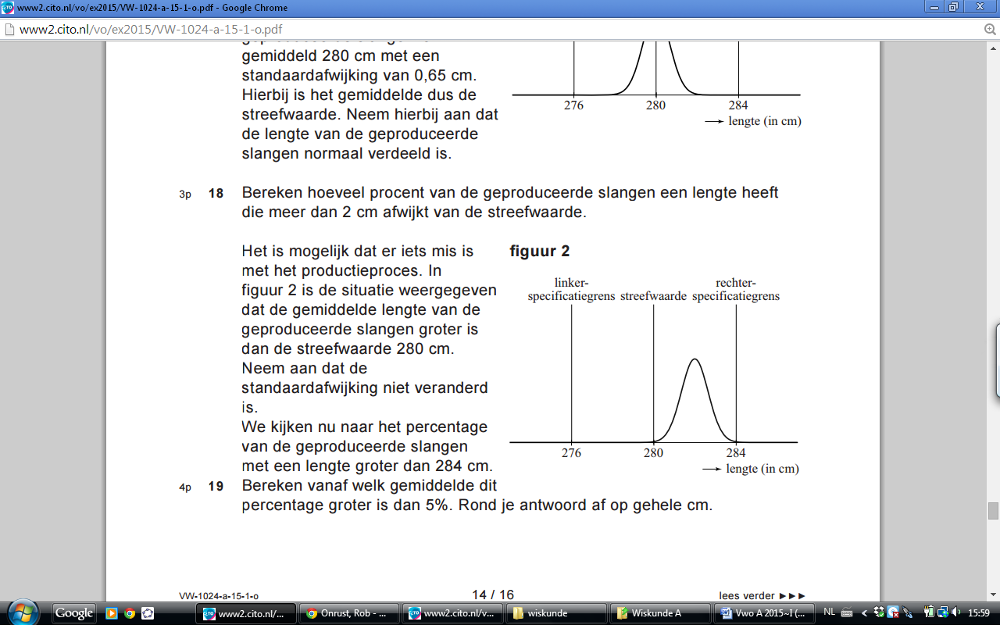 www2.cito.nl/vo/ex2015/VW-1024-a-15-1-o.pdf - Google Chrome
www2.cito.nl/vo/ex2015/VW-1024-a-15-1-o.pdf
gemiddeld 280 cm met een
standaardafwijking van 0,65 cm.
Hierbij is het gemiddelde dus de
streefwaarde. Neem hierbij aan dat
de lengte van de geproduceerde
slangen normaal verdeeld is.
276 280 284
lengte (in cm)
3p 18 Bereken hoeveel procent van de geproduceerde slangen een lengte heeft
die meer dan 2 cm afwijkt van de streefwaarde.
Het is mogelijk dat er iets mis is
met het productieproces. In
figuur 2 is de situatie weergegeven
dat de gemiddelde lengte van de
geproduceerde slangen groter is
dan de streefwaarde 280 cm.
Neem aan dat de
standaardafwijking niet veranderd
is.
We kijken nu naar het percentage
van de geproduceerde slangen
met een lengte groter dan 284 cm.
figuur 2
linker- rechter-
specificatiegrens streefwaarde specificatiegrens
276 280 284
lengte (in cm)
4p 19 Bereken vanaf welk gemiddelde dit
percentage groter is dan 5%. Rond je antwoord af op gehele cm.
VW-1024-a-15-1-o 14 / 16 lees verder ►►►
Google www2.cito.nl/... Onrust, Rob - ... www2.cito.nl/v... wiskunde Wiskunde A Vwo A 2015~I (... NL 15:59